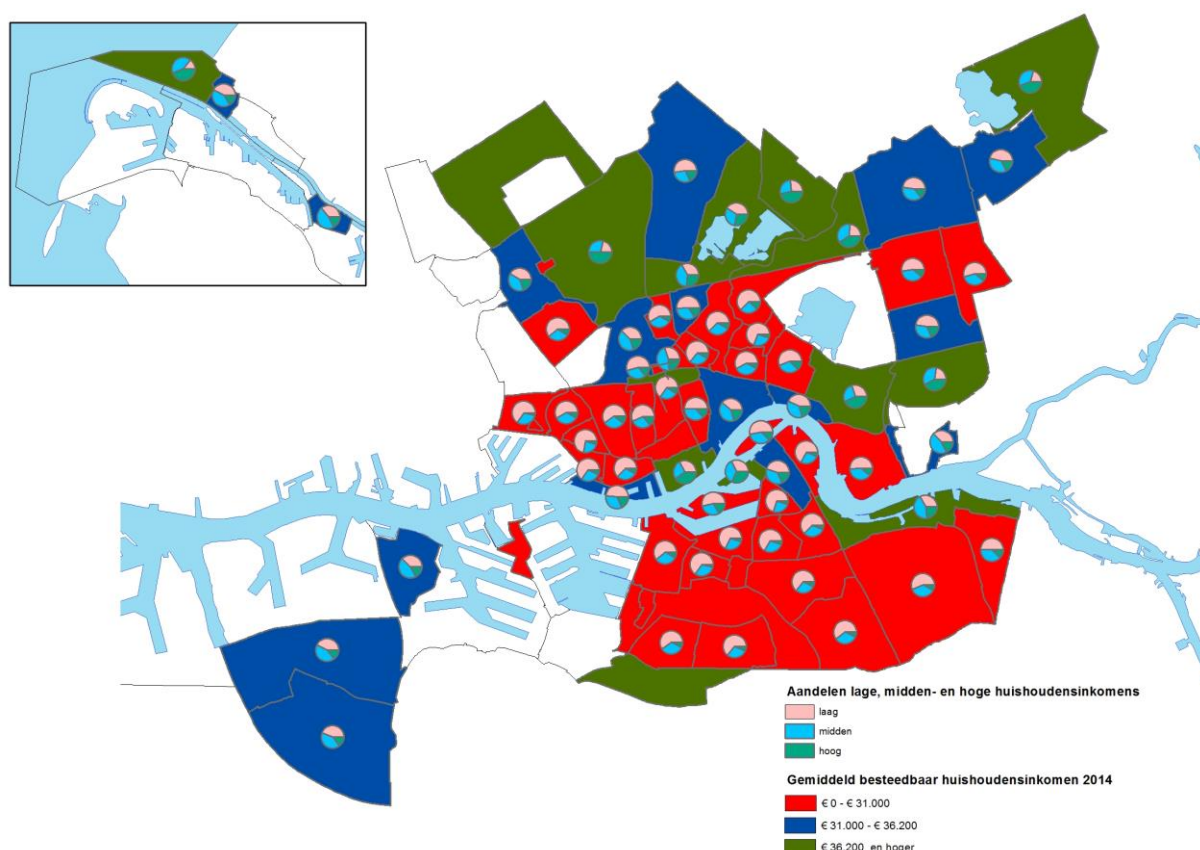 Aandelen lage, midden- en hoge huishoudensinkomens
laag
midden
hoog
Gemiddeld besteedbaar huishoudensinkomen 2014
€ 0 - € 31.000
€ 31.000 - € 36.200
€ 36.200 en hoger